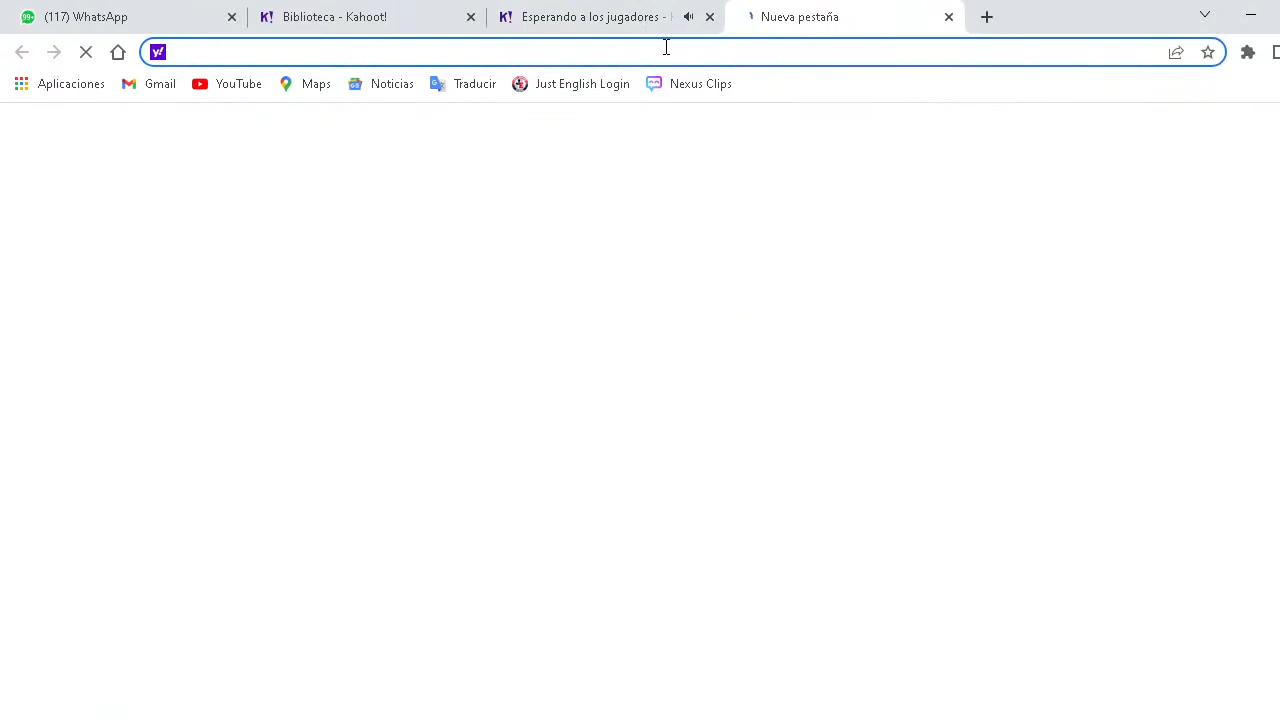 99+ (117) WhatsApp K! Biblioteca - Kahoot! K! Esperando a los jugadores - Nueva pestaña
y!
Aplicaciones Gmail YouTube Maps Noticias Traducir Just English Login Nexus Clips